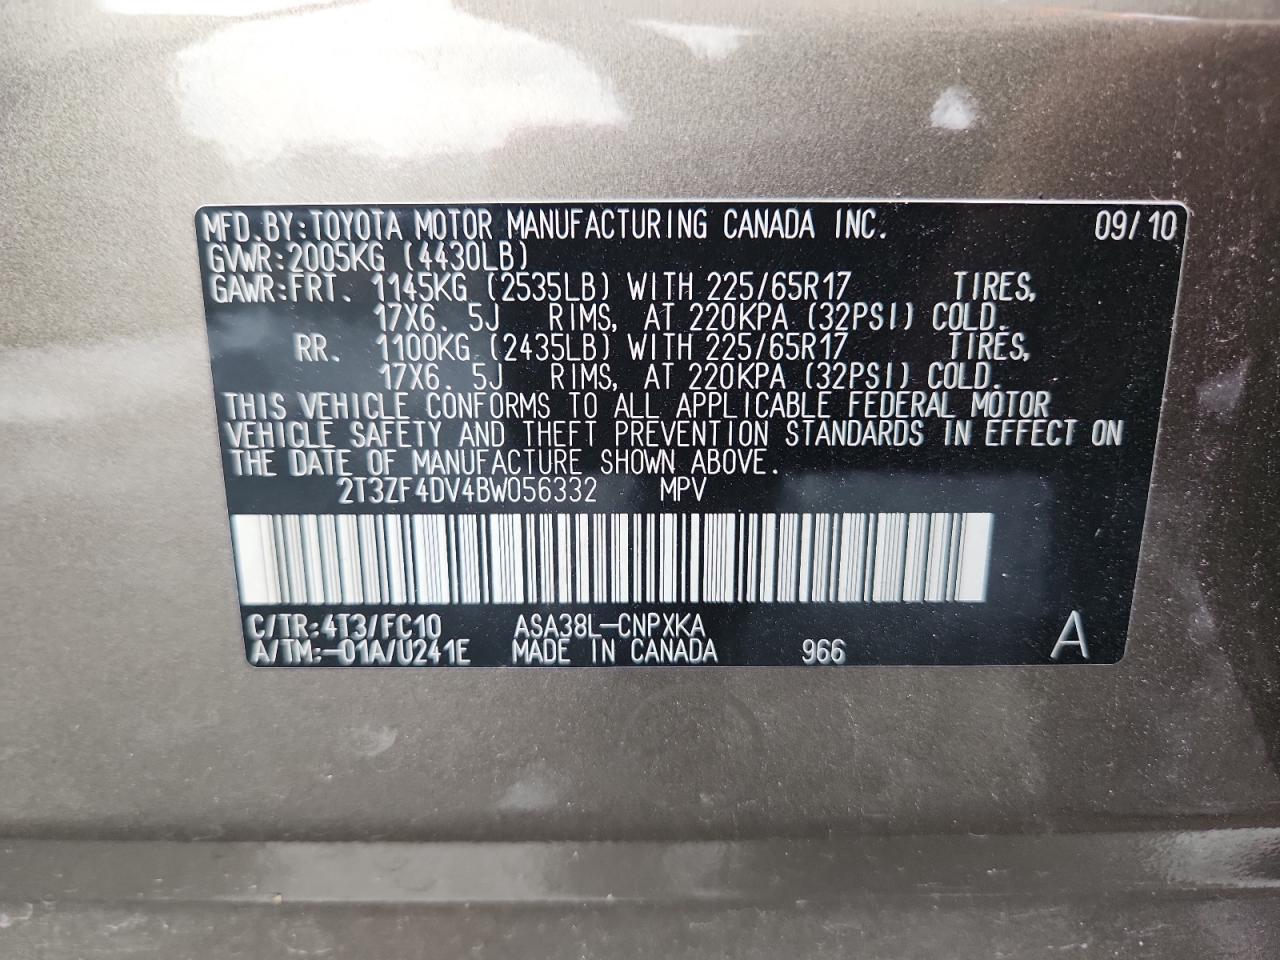 MFD.BY:TOYOTA MOTOR MANUFACTURING CANADA INC. 09/10
GVWR:2005KG (4430LB)
GAWR:FRT. 1145KG (2535LB) WITH 225/65R17 TIRES,
17X6. 5J RIMS, AT 220KPA (32PSI) COLD.
RR. 1100KG (2435LB) WITH 225/65R17 TIRES,
17X6. 5J RIMS, AT 220KPA (32PSI) COLD.
THIS VEHICLE CONFORMS TO ALL APPLICABLE FEDERAL MOTOR
VEHICLE SAFETY AND THEFT PREVENTION STANDARDS IN EFFECT ON
THE DATE OF MANUFACTURE SHOWN ABOVE.
2T3ZF4DV4BW056332 MPV
C/TR:4T3/FC10 ASA38L-CNPXKA
A/TM:-01A/U241E MADE IN CANADA 966 A